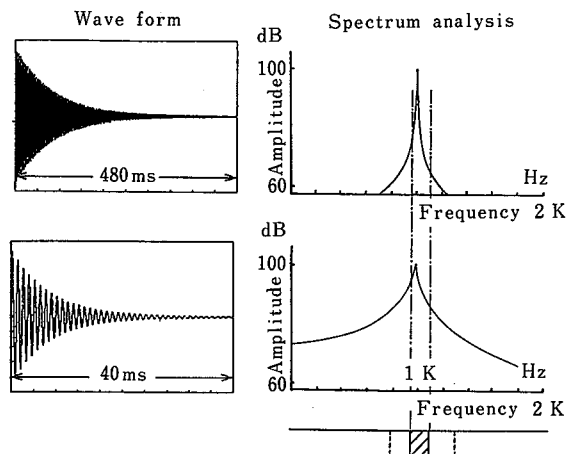 Wave form
Spectrum analysis
dB
100
Amplitude
60
Hz
Frequency 2 K
480 ms
dB
100
Amplitude
60
1 K
Hz
Frequency 2 K
40 ms